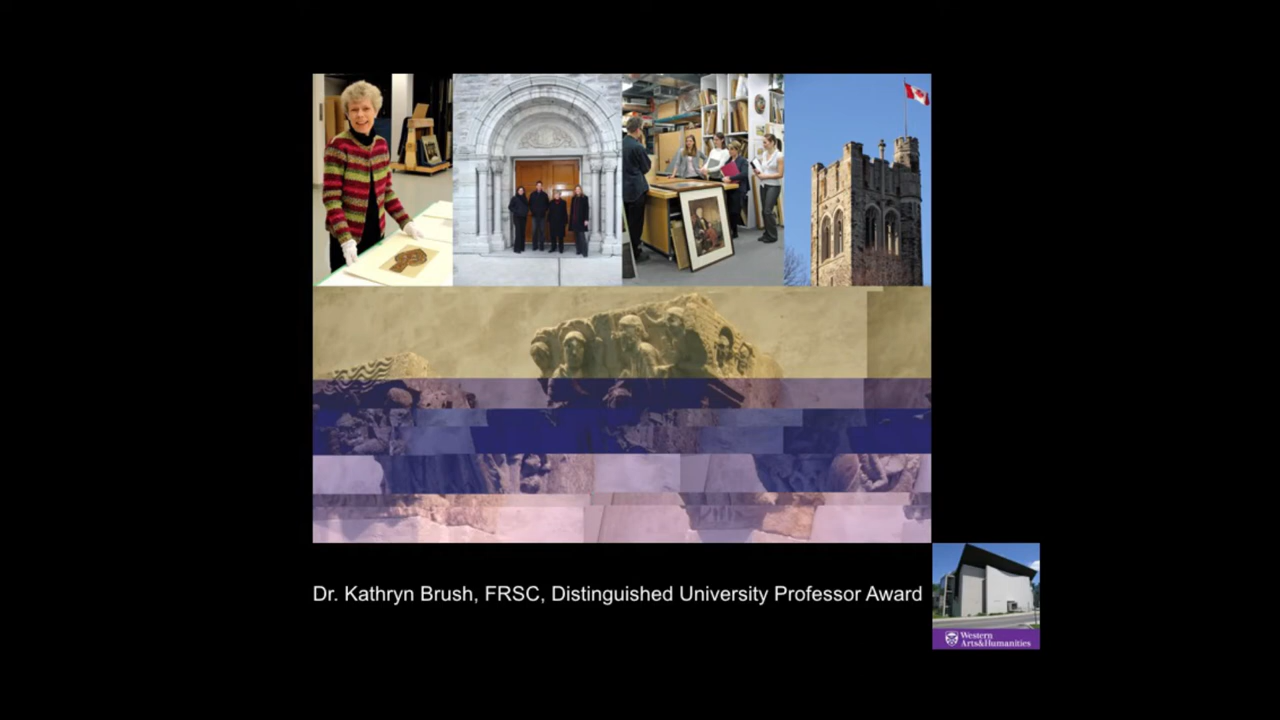 Dr. Kathryn Brush, FRSC, Distinguished University Professor Award
Western
Arts&Humanities